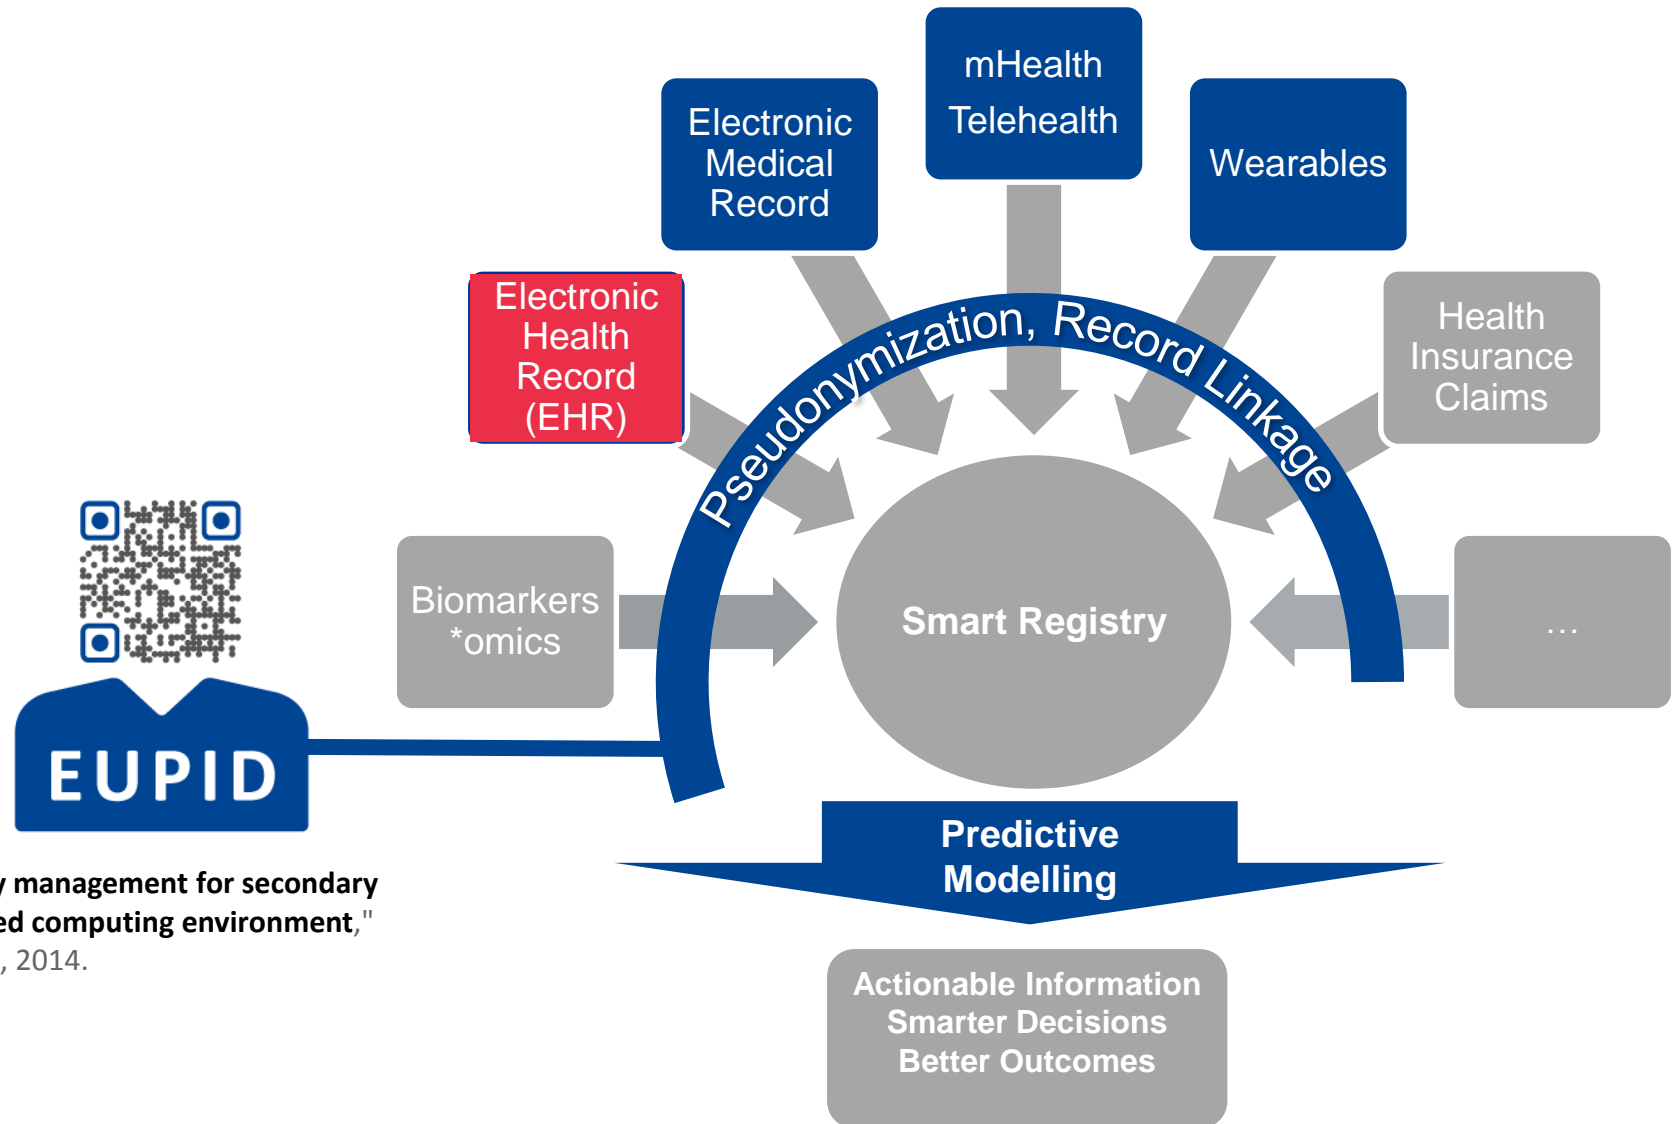 mHealth
Telehealth
Electronic
Medical
Record
Wearables
Electronic
Health
Record
(EHR)
Health
Insurance
Claims
Pseudonymization, Record Linkage
Biomarkers
*omics
Smart Registry
…
EUPID
y management for secondary
ed computing environment,"
, 2014.
Predictive
Modelling
Actionable Information
Smarter Decisions
Better Outcomes